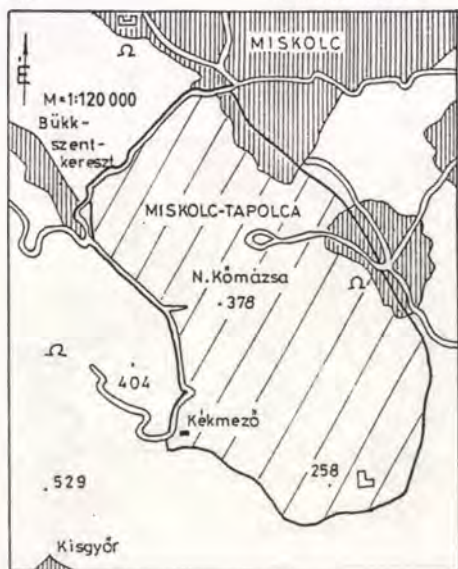 MISKOLC
É
M=1:120 000
Bükk-
szent-
kereszt
MISKOLC-TAPOLCA
N. Kőmázsa
378
404
Kékmező
258
529
Kisgyőr